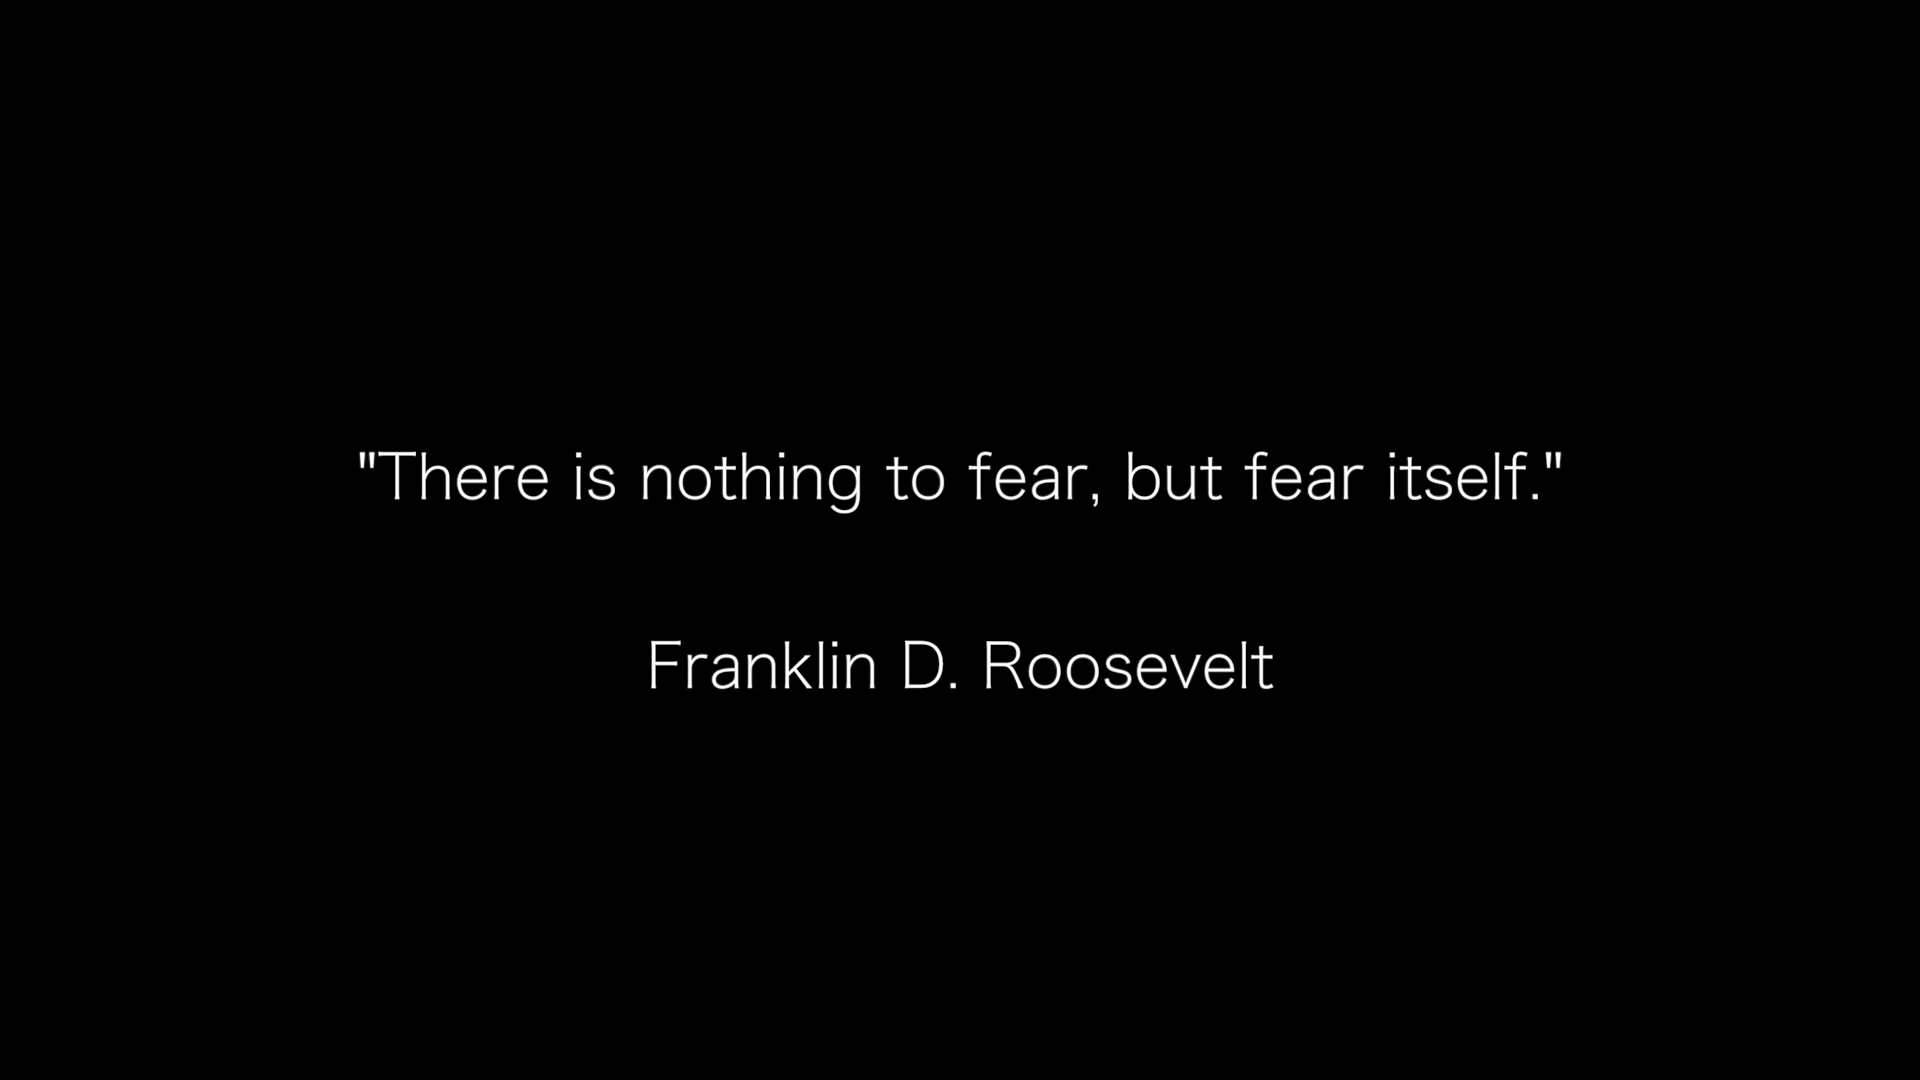 "There is nothing to fear, but fear itself."
Franklin D. Roosevelt